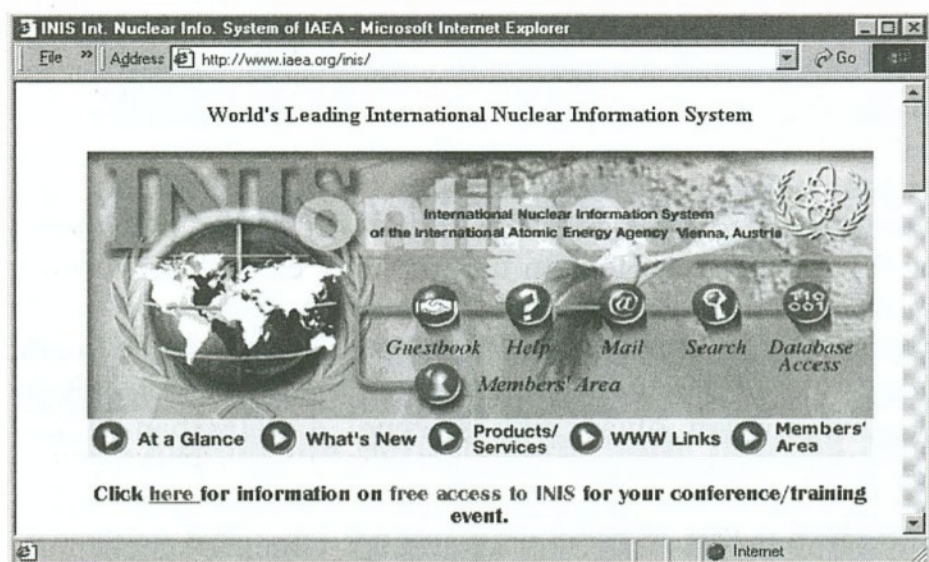 INIS Int. Nuclear Info. System of IAEA - Microsoft Internet Explorer
File » Address http://www.iaea.org/inis/ Go
World's Leading International Nuclear Information System
INIS
online
International Nuclear Information System
of the International Atomic Energy Agency Vienna, Austria
T10
001
Guestbook Help Mail Search Database
Access
Members' Area
At a Glance What's New Products/
Services WWW Links Members'
Area
Click here for information on free access to INIS for your conference/training
event.
Internet